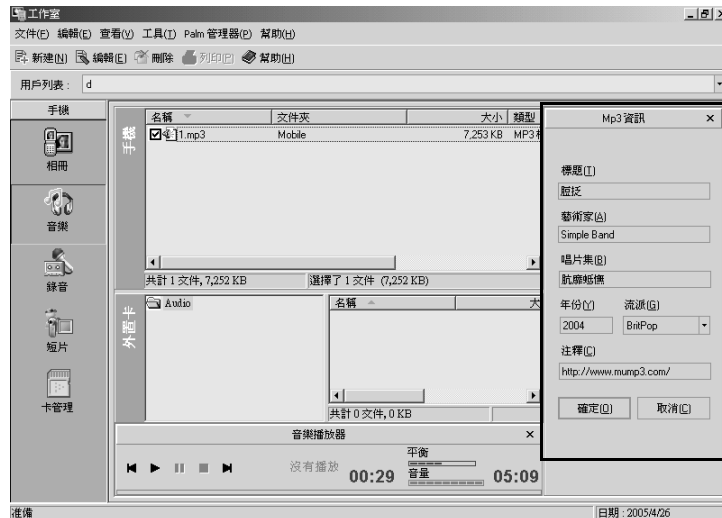 工作室
文件(F) 編輯(E) 查看(V) 工具(T) Palm 管理器(P) 幫助(H)
新建(N) 編輯(E) 刪除 列印(P) 幫助(H)
用戶列表： d
手機
相冊
音樂
錄音
短片
卡管理
手機
名稱 文件夾 大小 類型
1.mp3 Mobile 7,253 KB MP3
共計 1 文件, 7,252 KB 選擇了 1 文件 (7,252 KB)
外置卡
Audio
名稱 大
共計 0 文件, 0 KB
音樂播放器
沒有播放 00:29 平衡
音量 05:09
Mp3 資訊
標題(T)
藝術家(A)
Simple Band
唱片集(B)
年份(Y) 流派(G)
2004 BritPop
注釋(C)
http://www.mump3.com/
確定(O) 取消(C)
準備 日期 : 2005/4/26